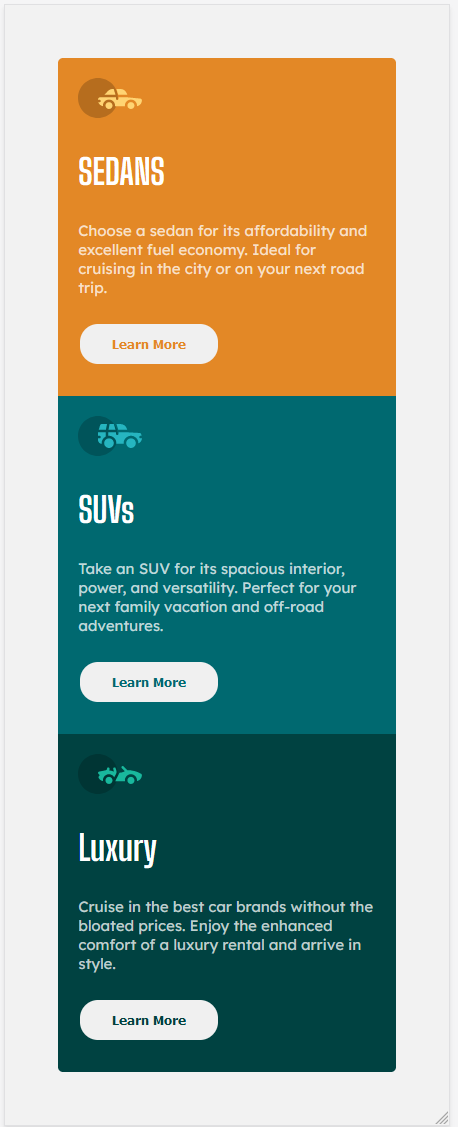 SEDANS
Choose a sedan for its affordability and
excellent fuel economy. Ideal for
cruising in the city or on your next road
trip.
Learn More
SUVs
Take an SUV for its spacious interior,
power, and versatility. Perfect for your
next family vacation and off-road
adventures.
Learn More
Luxury
Cruise in the best car brands without the
bloated prices. Enjoy the enhanced
comfort of a luxury rental and arrive in
style.
Learn More